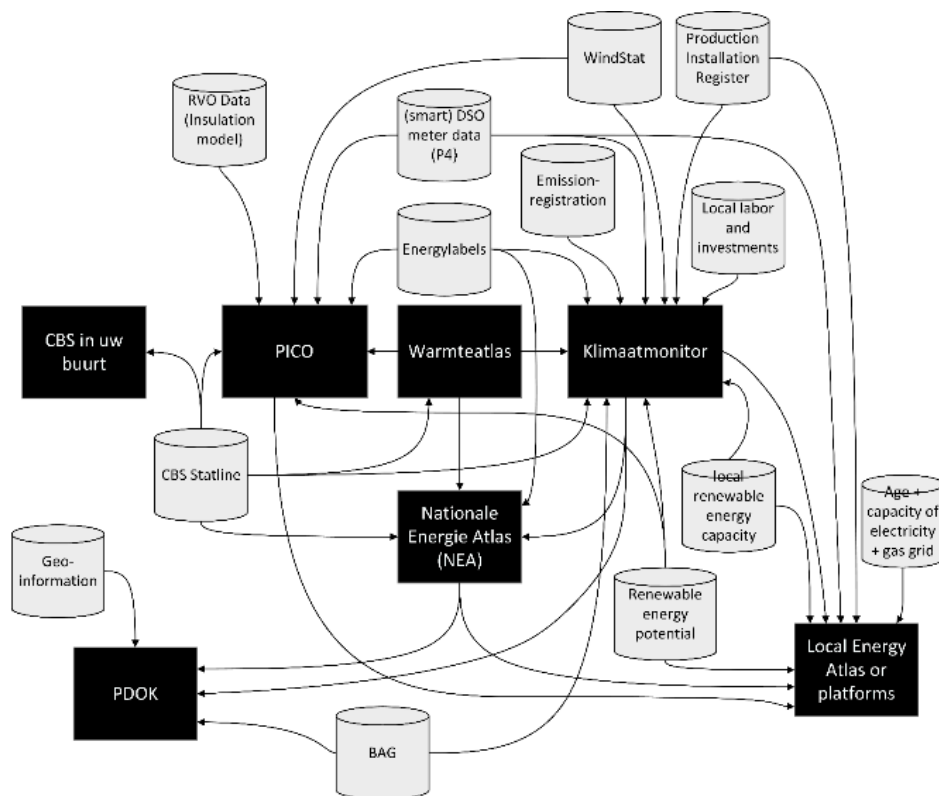 WindStat
Production
Installation
Register
RVO Data
(Insulation
model)
(smart) DSO
meter data
(P4)
Emission-
registration
Local labor
and
investments
Energylabels
CBS in uw
buurt
PICO
Warmteatlas
Klimaatmonitor
CBS Statline
local
renewable
energy
capacity
Age +
capacity of
electricity
+ gas grid
Nationale
Energie Atlas
(NEA)
Geo-
information
Renewable
energy
potential
Local Energy
Atlas or
platforms
PDOK
BAG